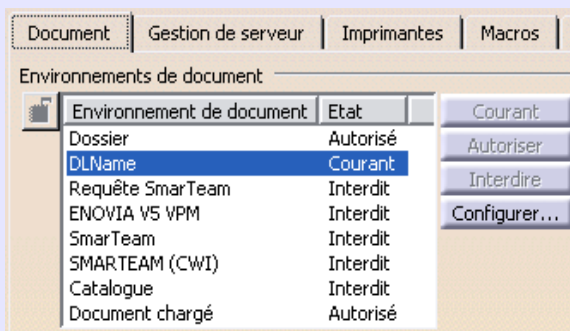 Document Gestion de serveur Imprimantes Macros
Environnements de document
Environnement de document Etat Courant
Dossier Autorisé Autoriser
DLName Courant
Requête SmarTeam Interdit Interdire
ENOVIA V5 VPM Interdit Configurer...
SmarTeam Interdit
SMARTEAM (CWI) Interdit
Catalogue Interdit
Document chargé Autorisé